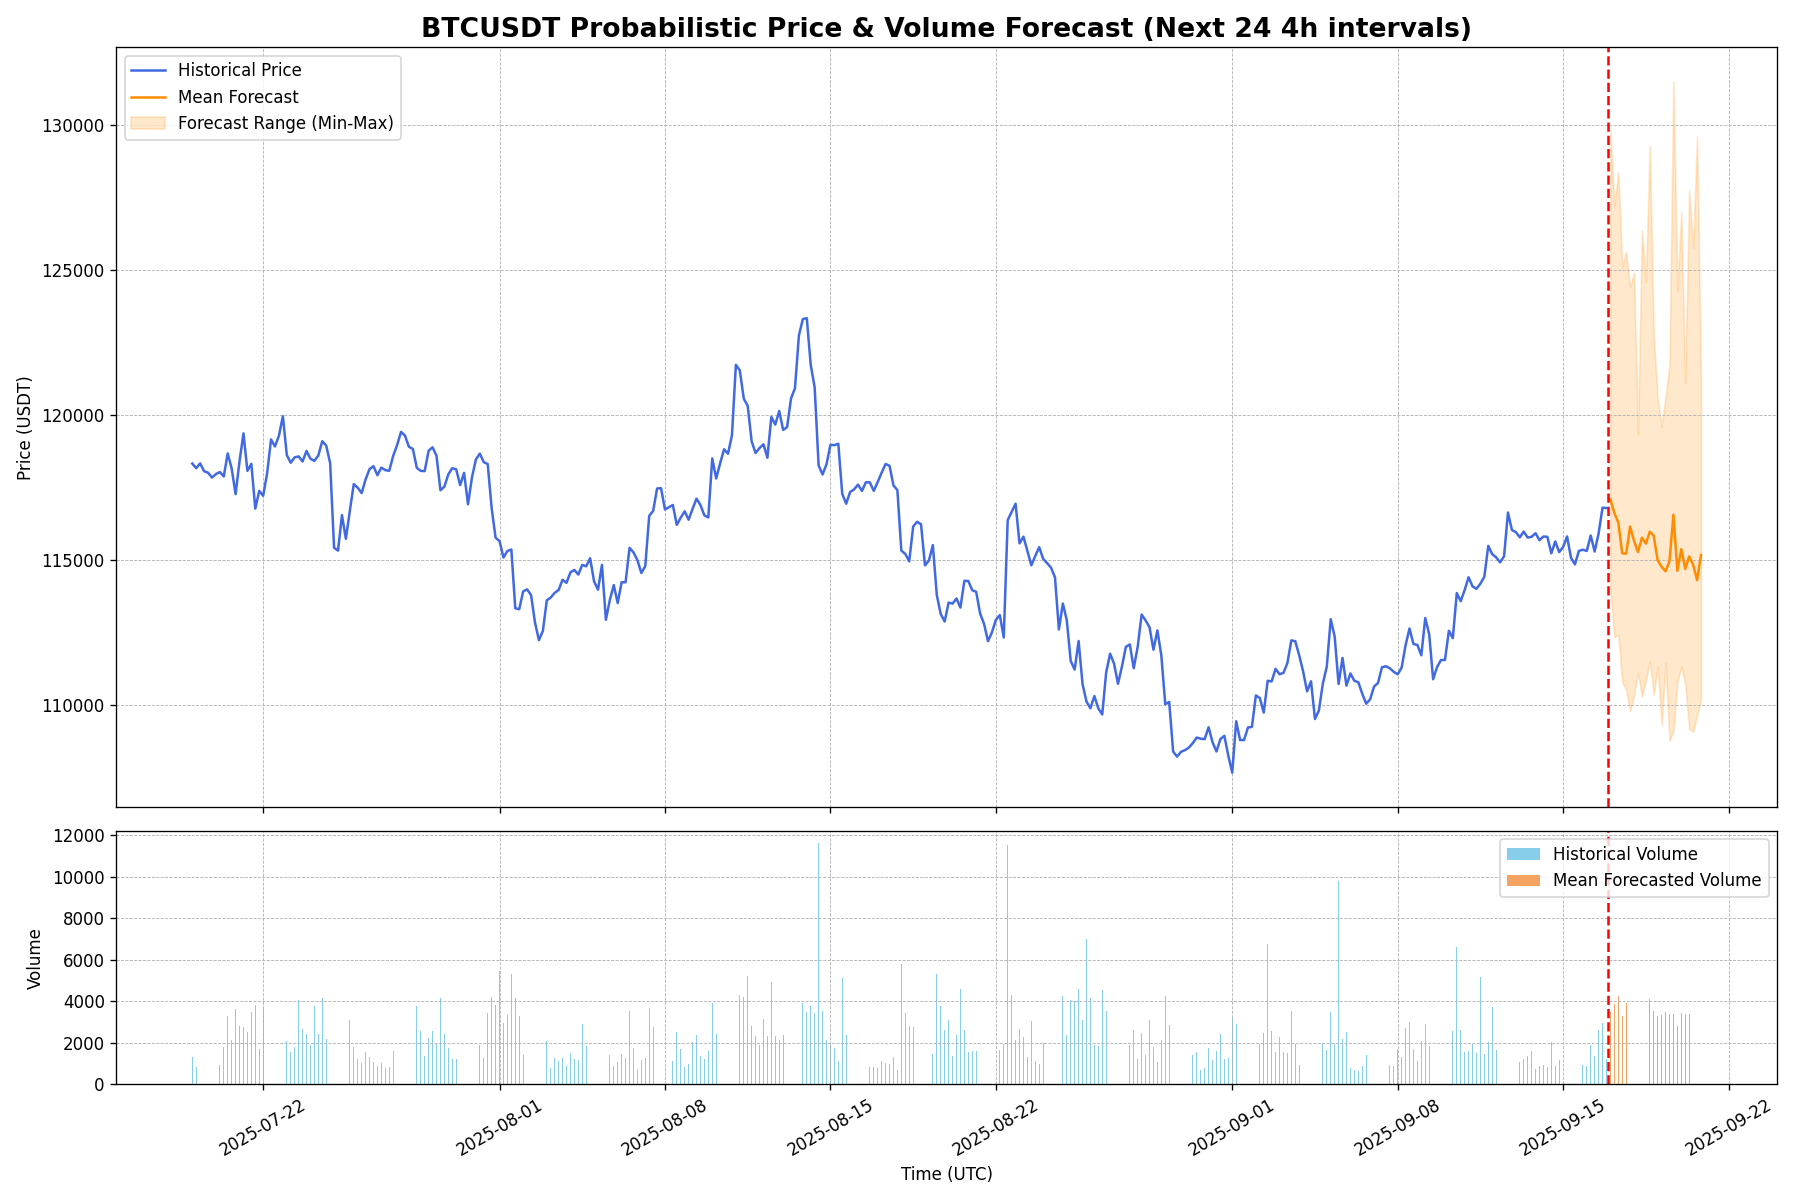 BTCUSDT Probabilistic Price & Volume Forecast (Next 24 4h intervals)
Historical Price
Mean Forecast
Forecast Range (Min-Max)
Price (USDT)
130000
125000
120000
115000
110000
Historical Volume
Mean Forecasted Volume
Volume
12000
10000
8000
6000
4000
2000
0
2025-07-22
2025-08-01
2025-08-08
2025-08-15
2025-08-22
2025-09-01
2025-09-08
2025-09-15
2025-09-22
Time (UTC)